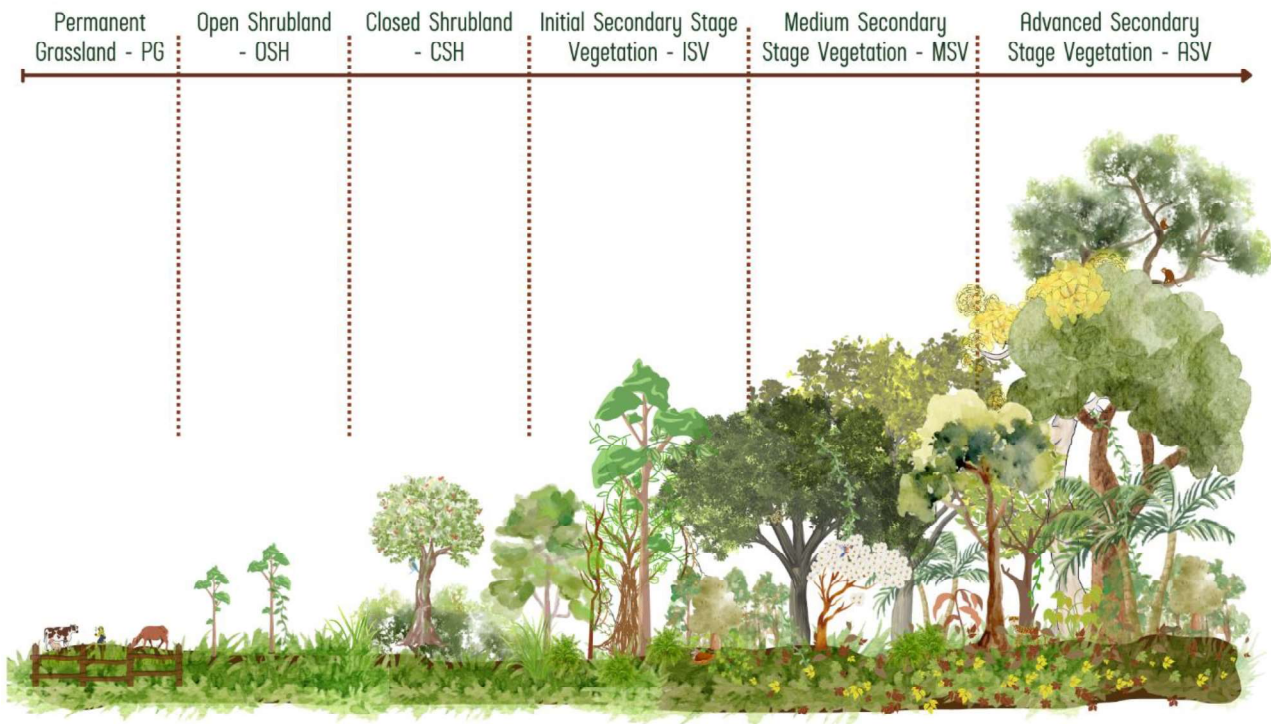 Permanent
Grassland - PG
Open Shrubland
- OSH
Closed Shrubland
- CSH
Initial Secondary Stage
Vegetation - ISV
Medium Secondary
Stage Vegetation - MSV
Advanced Secondary
Stage Vegetation - ASV